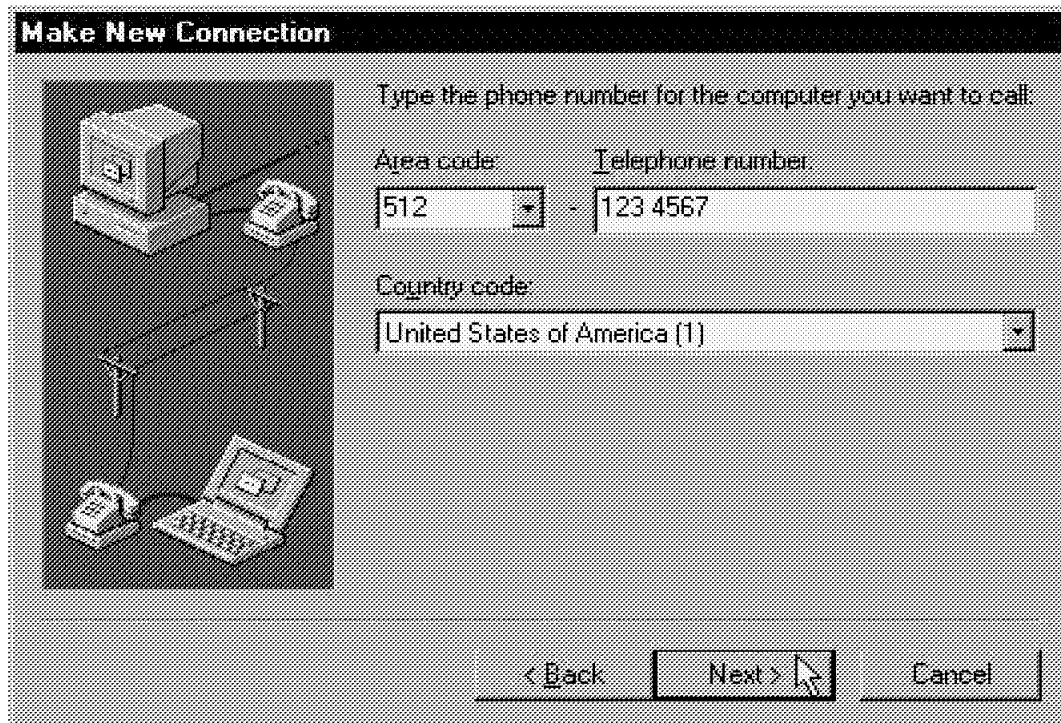 Make New Connection
Type the phone number for the computer you want to call:
Area code: Telephone number:
512 - 123 4567
Country code:
United States of America (1)
< Back Next > Cancel